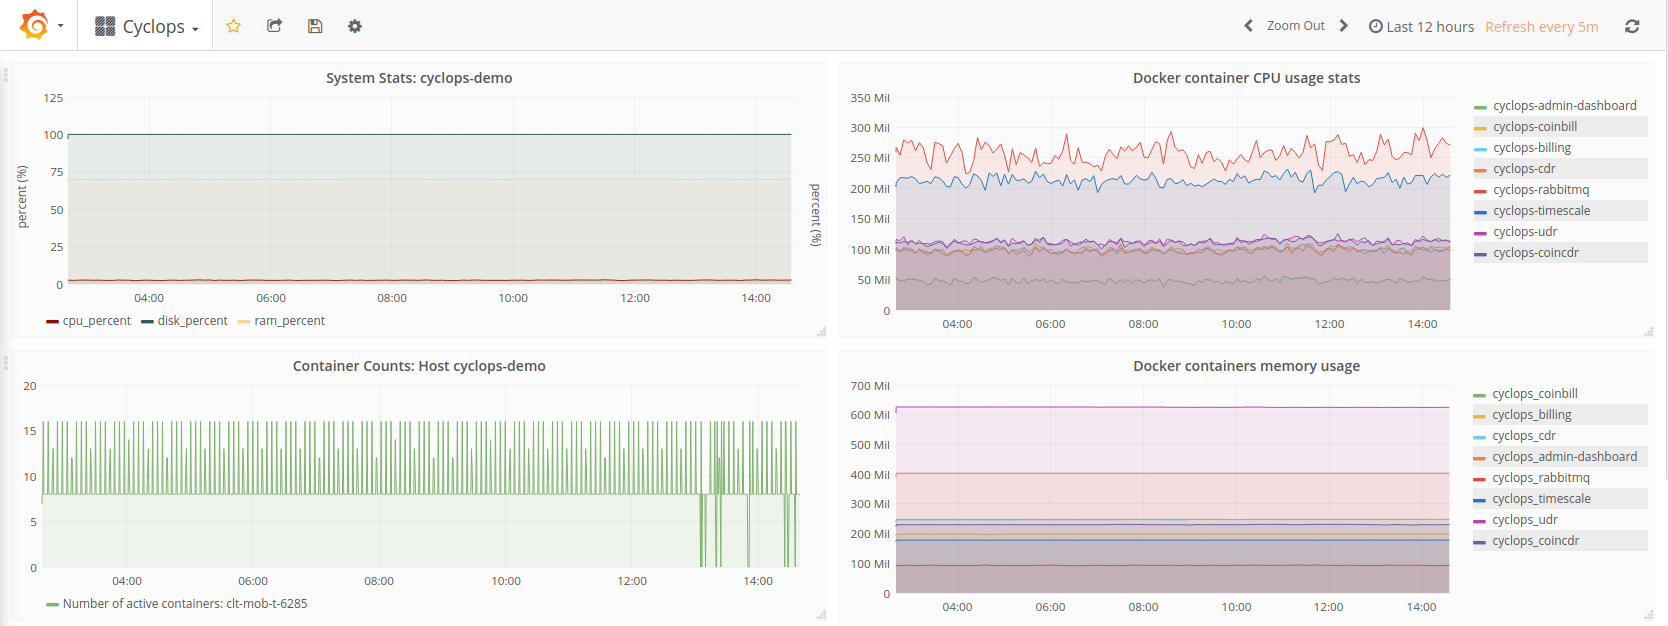 Cyclops
Zoom Out
Last 12 hours
Refresh every 5m
System Stats: cyclops-demo
percent (%)
125
100
75
50
25
0
04:00 06:00 08:00 10:00 12:00 14:00
percent (%)
cpu_percent disk_percent ram_percent
Docker container CPU usage stats
350 Mil
300 Mil
250 Mil
200 Mil
150 Mil
100 Mil
50 Mil
0
04:00 06:00 08:00 10:00 12:00 14:00
cyclops-admin-dashboard
cyclops-coinbill
cyclops-billing
cyclops-cdr
cyclops-rabbitmq
cyclops-timescale
cyclops-udr
cyclops-coincdr
Container Counts: Host cyclops-demo
20
15
10
5
0
04:00 06:00 08:00 10:00 12:00 14:00
Number of active containers: clt-mob-t-6285
Docker containers memory usage
700 Mil
600 Mil
500 Mil
400 Mil
300 Mil
200 Mil
100 Mil
0
04:00 06:00 08:00 10:00 12:00 14:00
cyclops_coinbill
cyclops_billing
cyclops_cdr
cyclops_admin-dashboard
cyclops_rabbitmq
cyclops_timescale
cyclops_udr
cyclops_coincdr